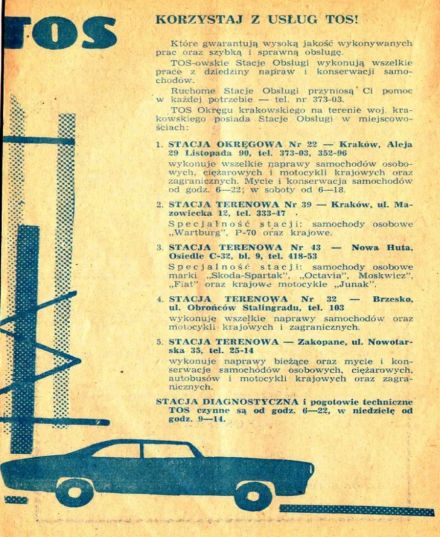 TOS
KORZYSTAJ Z USŁUG TOS!
Które gwarantują wysoką jakość wykonywanych
prac oraz szybką i sprawną obsługę.
TOS-owskie Stacje Obsługi wykonują wszelkie
prace z dziedziny napraw i konserwacji samo-
chodów.
Ruchome Stacje Obsługi przyniosą Ci pomoc
w każdej potrzebie — tel. nr 373-03.
TOS Okręgu krakowskiego na terenie woj. kra-
kowskiego posiada Stacje Obsługi w miejscowo-
ściach:
1. STACJA OKRĘGOWA Nr 22 — Kraków, Aleja
29 Listopada 90, tel. 373-03, 352-96
wykonuje wszelkie naprawy samochodów osobo-
wych, ciężarowych i motocykli krajowych oraz
zagranicznych. Mycie i konserwacja samochodów
od godz. 6—22; w soboty od 6—18.
2. STACJA TERENOWA Nr 39 — Kraków, ul. Ma-
zowiecka 12, tel. 333-47
Specjalność stacji: samochody osobowe
„Wartburg", P-70 oraz krajowe.
3. STACJA TERENOWA Nr 43 — Nowa Huta,
Osiedle C-32, bl. 9, tel. 418-53
Specjalność stacji: samochody osobowe
marki „Skoda-Spartak", „Octavia", Moskwicz",
„Fiat" oraz krajowe motocykle „Junak".
4. STACJA TERENOWA Nr 32 — Brzesko,
ul. Obrońców Stalingradu, tel. 103
wykonuje wszelkie naprawy samochodów oraz
motocykli krajowych i zagranicznych.
5. STACJA TERENOWA — Zakopane, ul. Nowotar-
ska 35, tel. 25-14
wykonuje naprawy bieżące oraz mycie i kon-
serwacje samochodów osobowych, ciężarowych,
autobusów i motocykli krajowych oraz zagra-
nicznych.
STACJA DIAGNOSTYCZNA i pogotowie techniczne
TOS czynne są od godz. 6—22, w niedzielę od
godz. 9—14.